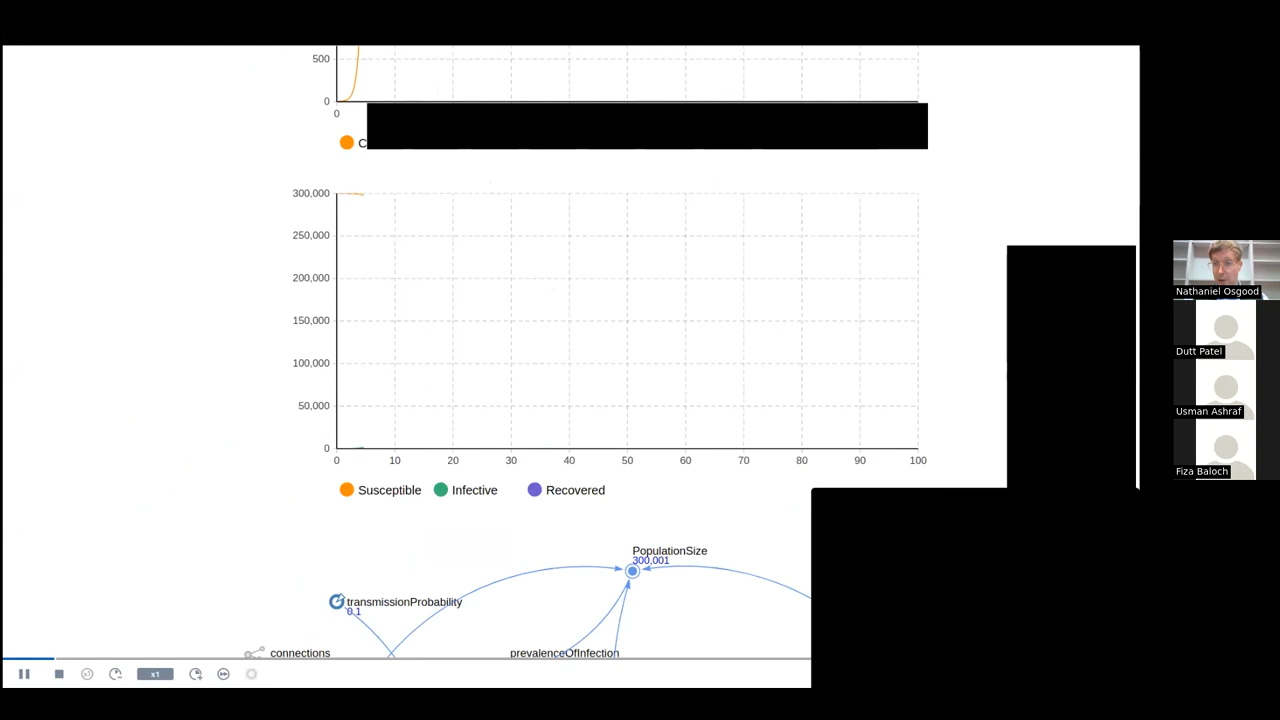 500
0
0
300,000
250,000
200,000
150,000
100,000
50,000
0
0 10 20 30 40 50 60 70 80 90 100
Susceptible Infective Recovered
PopulationSize
300,001
transmissionProbability
0.1
connections
prevalenceOfInfection
x1
x1
Nathaniel Osgood
Dutt Patel
Usman Ashraf
Fiza Baloch